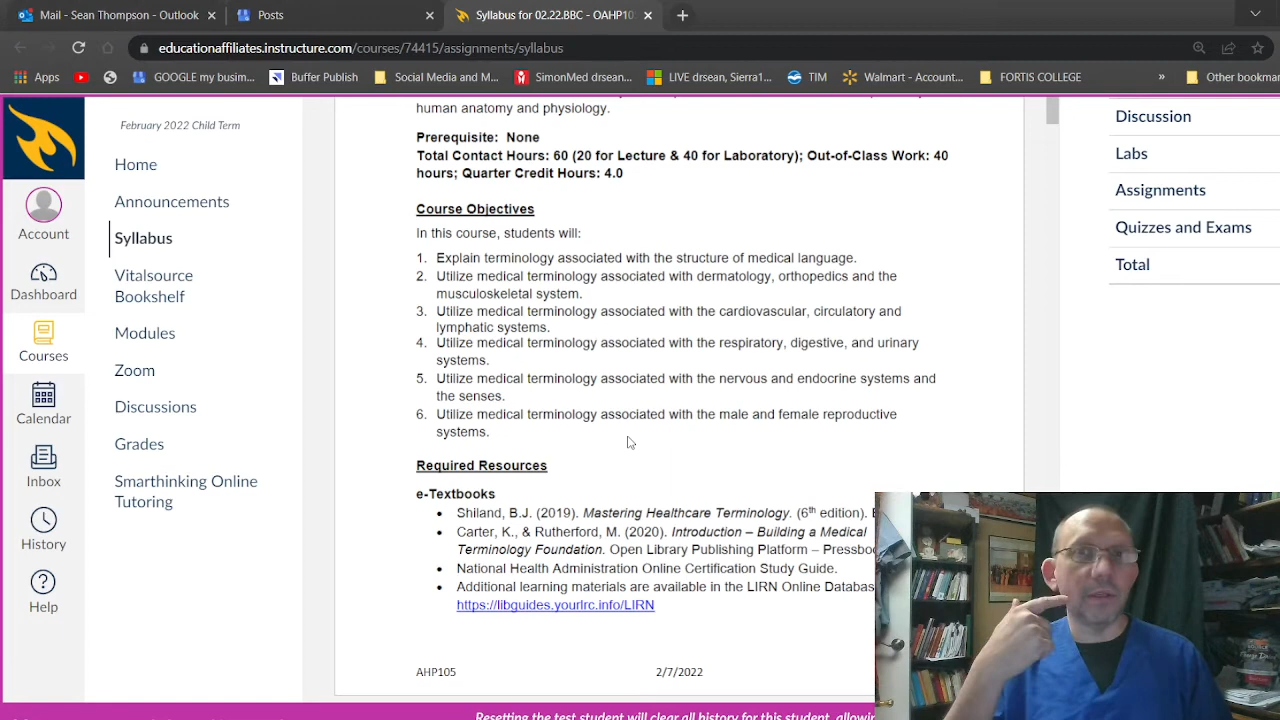 Mail - Sean Thompson - Outlook
Posts
Syllabus for 02.22.BBC - OAHP10
educationaffiliates.instructure.com/courses/74415/assignments/syllabus
Apps
GOOGLE my busim...
Buffer Publish
Social Media and M...
SimonMed drsean,...
LIVE drsean, Sierra1...
TIM
Walmart - Account...
FORTIS COLLEGE
»
Other bookmar
February 2022 Child Term
Home
Announcements
Syllabus
Vitalsource
Bookshelf
Modules
Zoom
Discussions
Grades
Smarthinking Online
Tutoring
Account
Dashboard
Courses
Calendar
Inbox
History
Help
human anatomy and physiology.
Prerequisite: None
Total Contact Hours: 60 (20 for Lecture & 40 for Laboratory); Out-of-Class Work: 40
hours; Quarter Credit Hours: 4.0
Course Objectives
In this course, students will:
1. Explain terminology associated with the structure of medical language.
2. Utilize medical terminology associated with dermatology, orthopedics and the
musculoskeletal system.
3. Utilize medical terminology associated with the cardiovascular, circulatory and
lymphatic systems.
4. Utilize medical terminology associated with the respiratory, digestive, and urinary
systems.
5. Utilize medical terminology associated with the nervous and endocrine systems and
the senses.
6. Utilize medical terminology associated with the male and female reproductive
systems.
Required Resources
e-Textbooks
• Shiland, B.J. (2019). Mastering Healthcare Terminology. (6th edition).
• Carter, K., & Rutherford, M. (2020). Introduction – Building a Medical
Terminology Foundation. Open Library Publishing Platform – Pressboo
• National Health Administration Online Certification Study Guide.
• Additional learning materials are available in the LIRN Online Databas
https://libguides.yourlrc.info/LIRN
AHP105
2/7/2022
Discussion
Labs
Assignments
Quizzes and Exams
Total
Resetting the test student will clear all history for this student, allowin